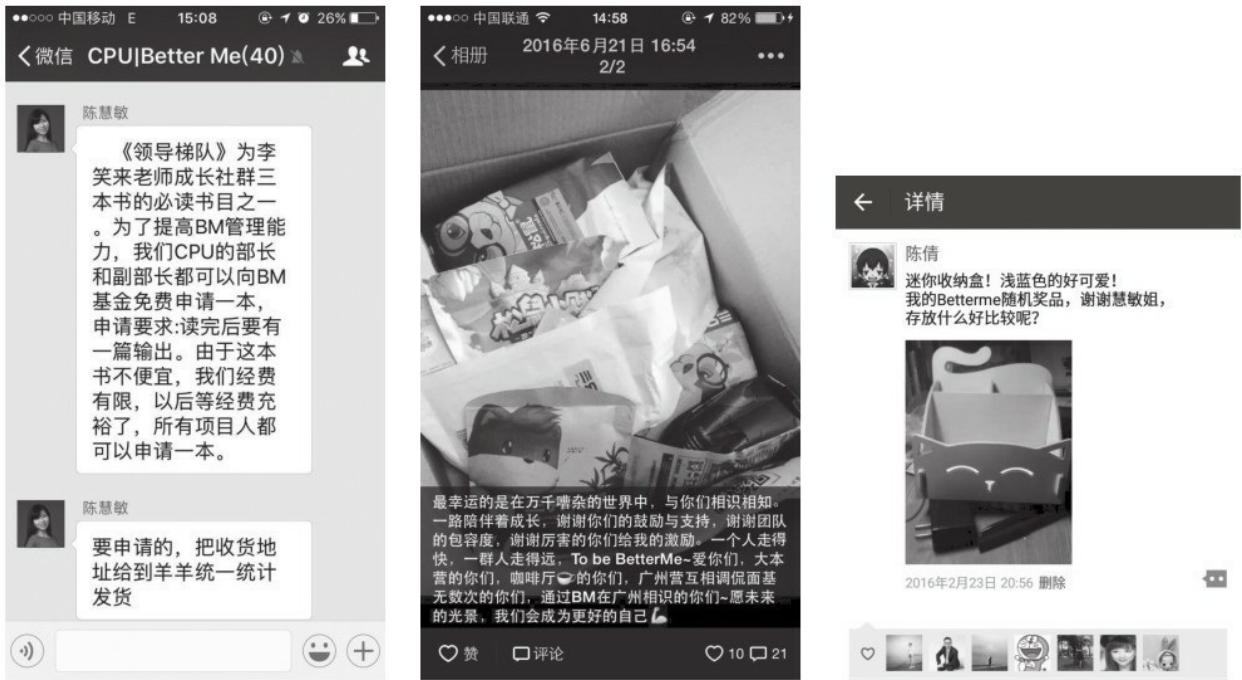 中国移动 E 15:08 26%
微信 CPU|Better Me(40)
陈慧敏
《领导梯队》为李
笑来老师成长社群三
本书的必读书目之一
。为了提高BM管理能
力，我们CPU的部长
和副部长都可以向BM
基金免费申请一本，
申请要求:读完后要有
一篇输出。由于这本
书不便宜，我们经费
有限，以后等经费充
裕了，所有项目人都
可以申请一本。
陈慧敏
要申请的，把收货地
址给到羊羊统一统计
发货
中国联通 14:58 82%
相册 2016年6月21日 16:54
2/2
最幸运的是在万千嘈杂的世界中，与你们相识相知。
一路陪伴着成长，谢谢你们的鼓励与支持，谢谢团队
的包容度，谢谢厉害的你们给我的激励。一个人走得
快，一群人走得远，To be BetterMe~爱你们，大本
营的你们，咖啡厅☕的你们，广州营互相调侃面基
无数次的你们，通过BM在广州相识的你们~愿未来
的光景，我们会成为更好的自己💪
赞 评论 10 21
详情
陈倩
迷你收纳盒！浅蓝色的好可爱！
我的Betterme随机奖品，谢谢慧敏姐，
存放什么好比较呢？
2016年2月23日 20:56 删除